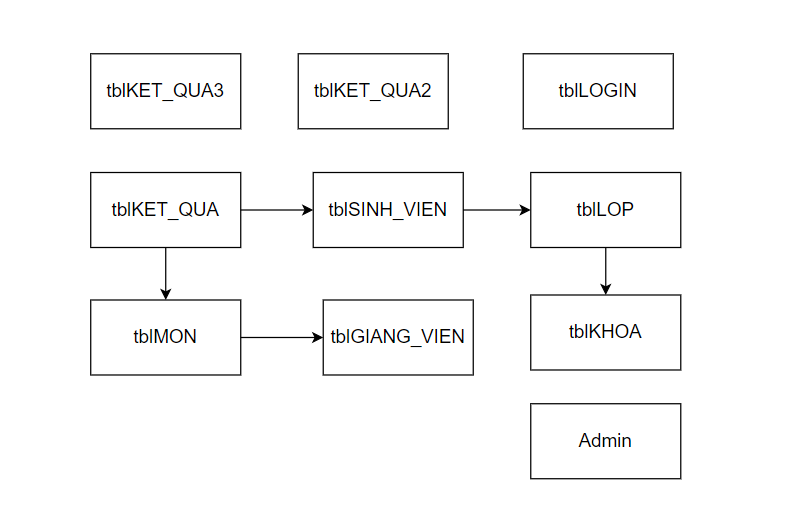 tblKET_QUA3
tblKET_QUA2
tblLOGIN
tblKET_QUA
tblSINH_VIEN
tblLOP
tblMON
tblGIANG_VIEN
tblKHOA
Admin